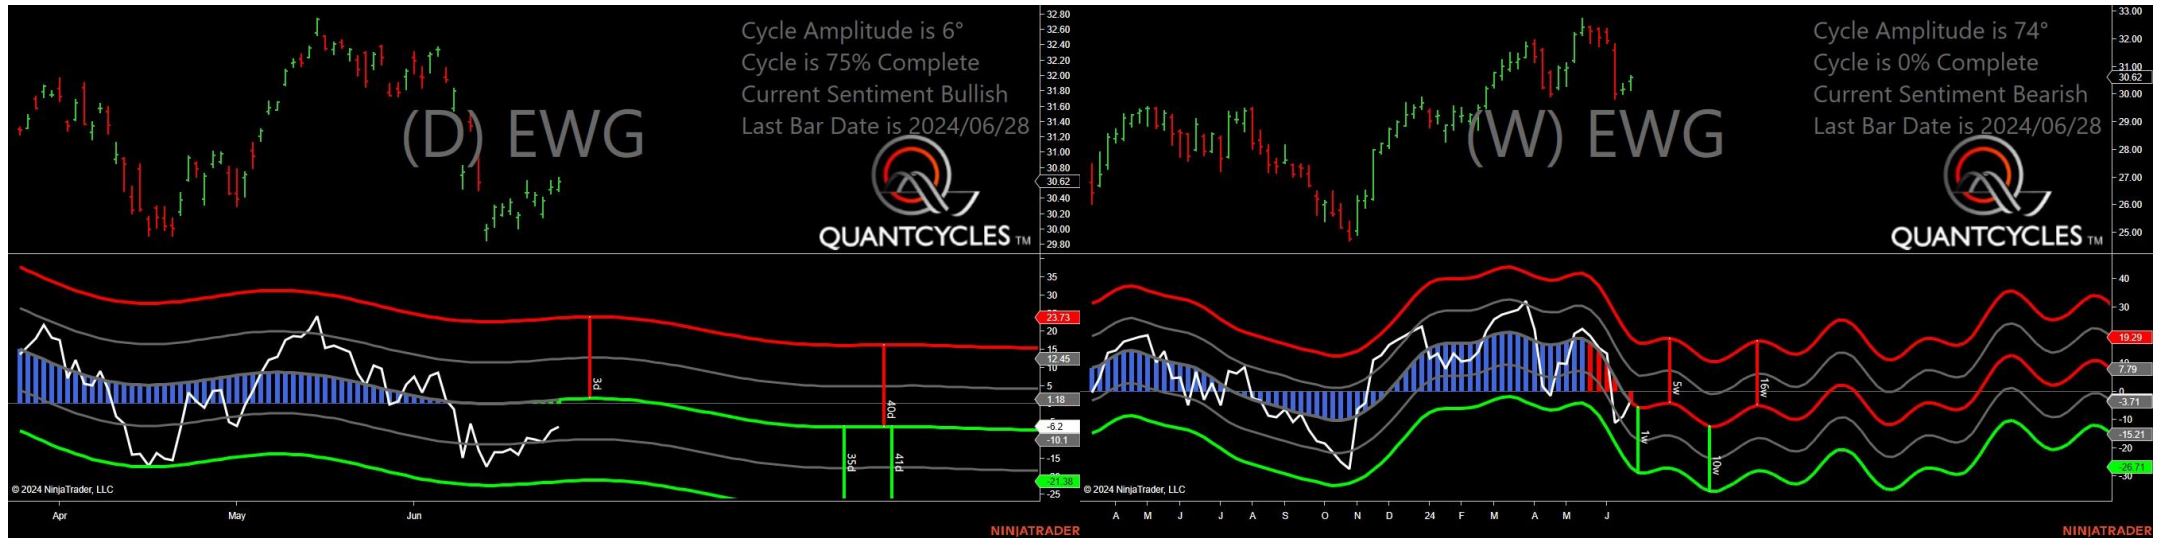 Cycle Amplitude is 6°
Cycle is 75% Complete
Current Sentiment Bullish
Last Bar Date is 2024/06/28
(D) EWG
QUANTCYCLES TM
32.80
32.60
32.40
32.20
32.00
31.80
31.60
31.40
31.20
31.00
30.80
30.62
30.40
30.20
30.00
29.80
35
30
23.73
20
15
12.45
10
5
1.18
-6.2
-10.1
-15
-21.38
-25
3d
40d
35d
41d
© 2024 NinjaTrader, LLC
Apr May Jun
NINJATRADER
Cycle Amplitude is 74°
Cycle is 0% Complete
Current Sentiment Bearish
Last Bar Date is 2024/06/28
(W) EWG
QUANTCYCLES TM
33.00
32.00
31.00
30.62
30.00
29.00
28.00
27.00
26.00
25.00
40
30
19.29
7.79
0
-3.71
-10
-15.21
-20
-26.71
-30
5w
16w
1w
10w
© 2024 NinjaTrader, LLC
A M J J A S O N D 24 F M A M J
NINJATRADER